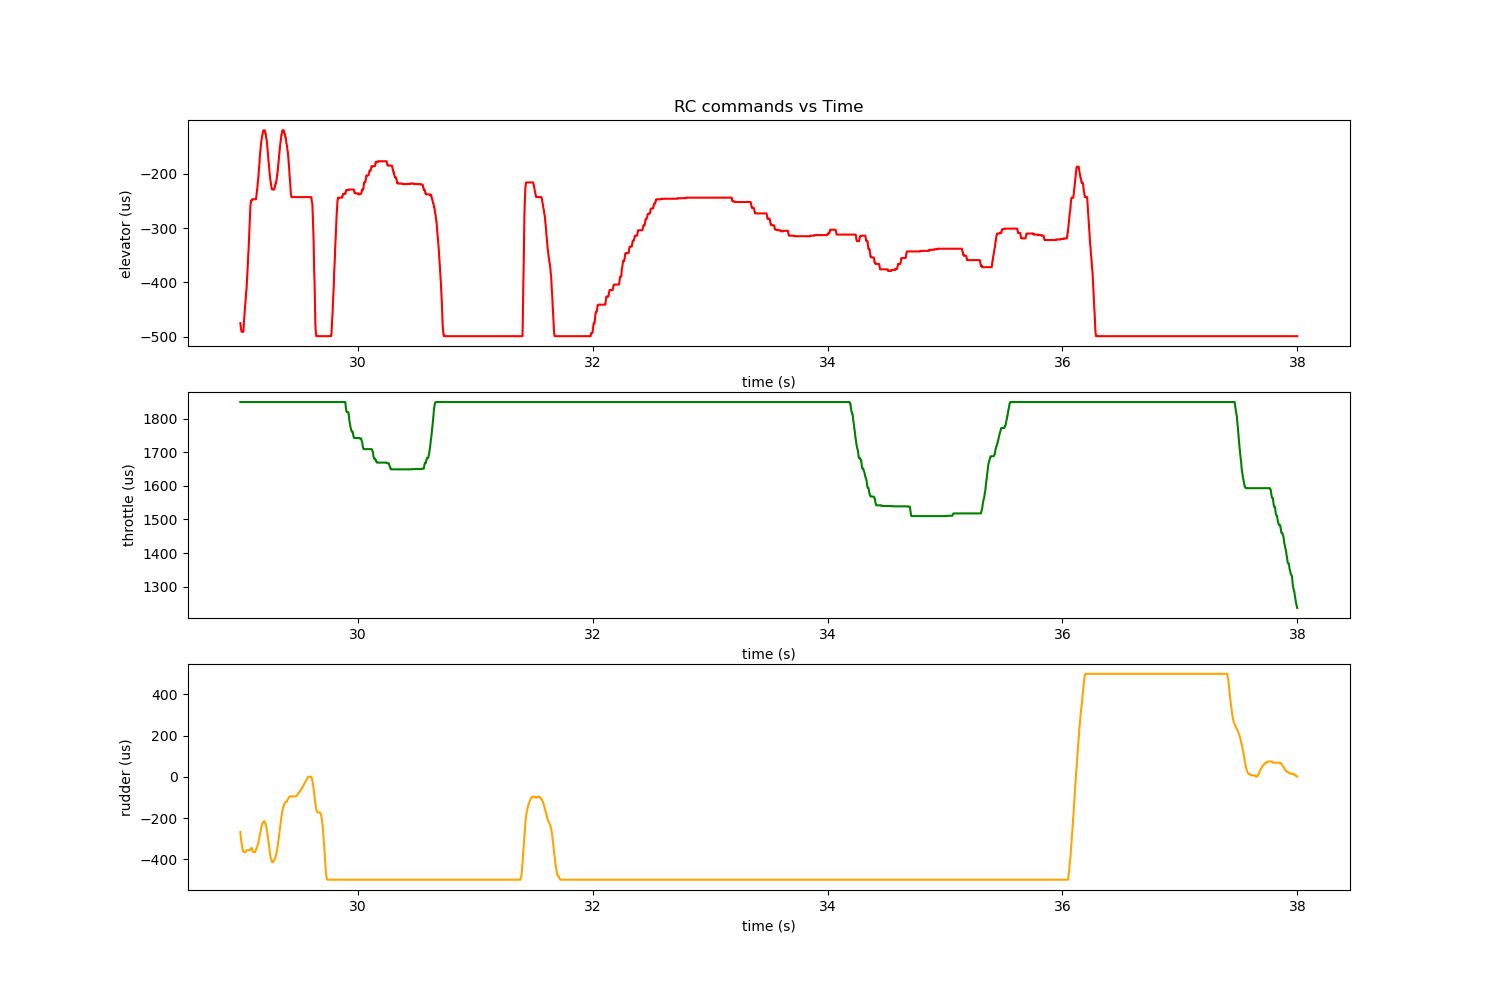 RC commands vs Time
elevator (us)
−200
−300
−400
−500
30 32 34 36 38
time (s)
throttle (us)
1800
1700
1600
1500
1400
1300
30 32 34 36 38
time (s)
rudder (us)
400
200
0
−200
−400
30 32 34 36 38
time (s)